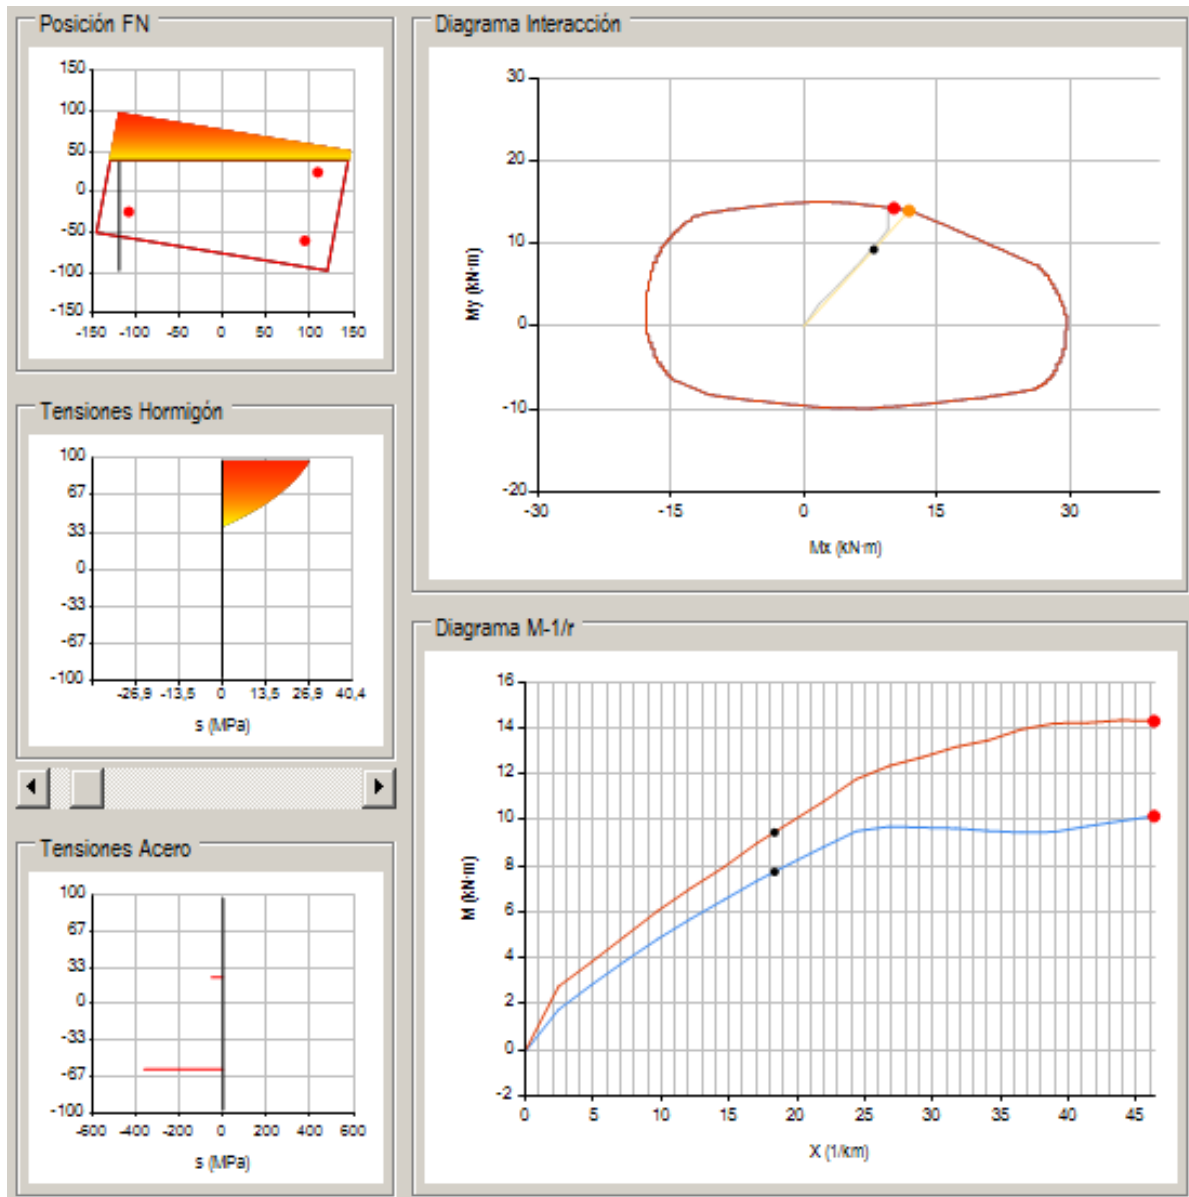 Posición FN
150
100
50
0
-50
-100
-150
-150 -100 -50 0 50 100 150
Tensiones Hormigón
100
67
33
0
-33
-67
-100
-26,9 -13,5 0 13,5 26,9 40,4
s (MPa)
Tensiones Acero
100
67
33
0
-33
-67
-100
-600 -400 -200 0 200 400 600
s (MPa)
Diagrama Interacción
30
20
10
0
-10
-20
My (kN·m)
-30 -15 0 15 30
Mx (kN·m)
Diagrama M-1/r
16
14
12
10
8
6
4
2
0
-2
M (kN·m)
0 5 10 15 20 25 30 35 40 45
X (1/km)